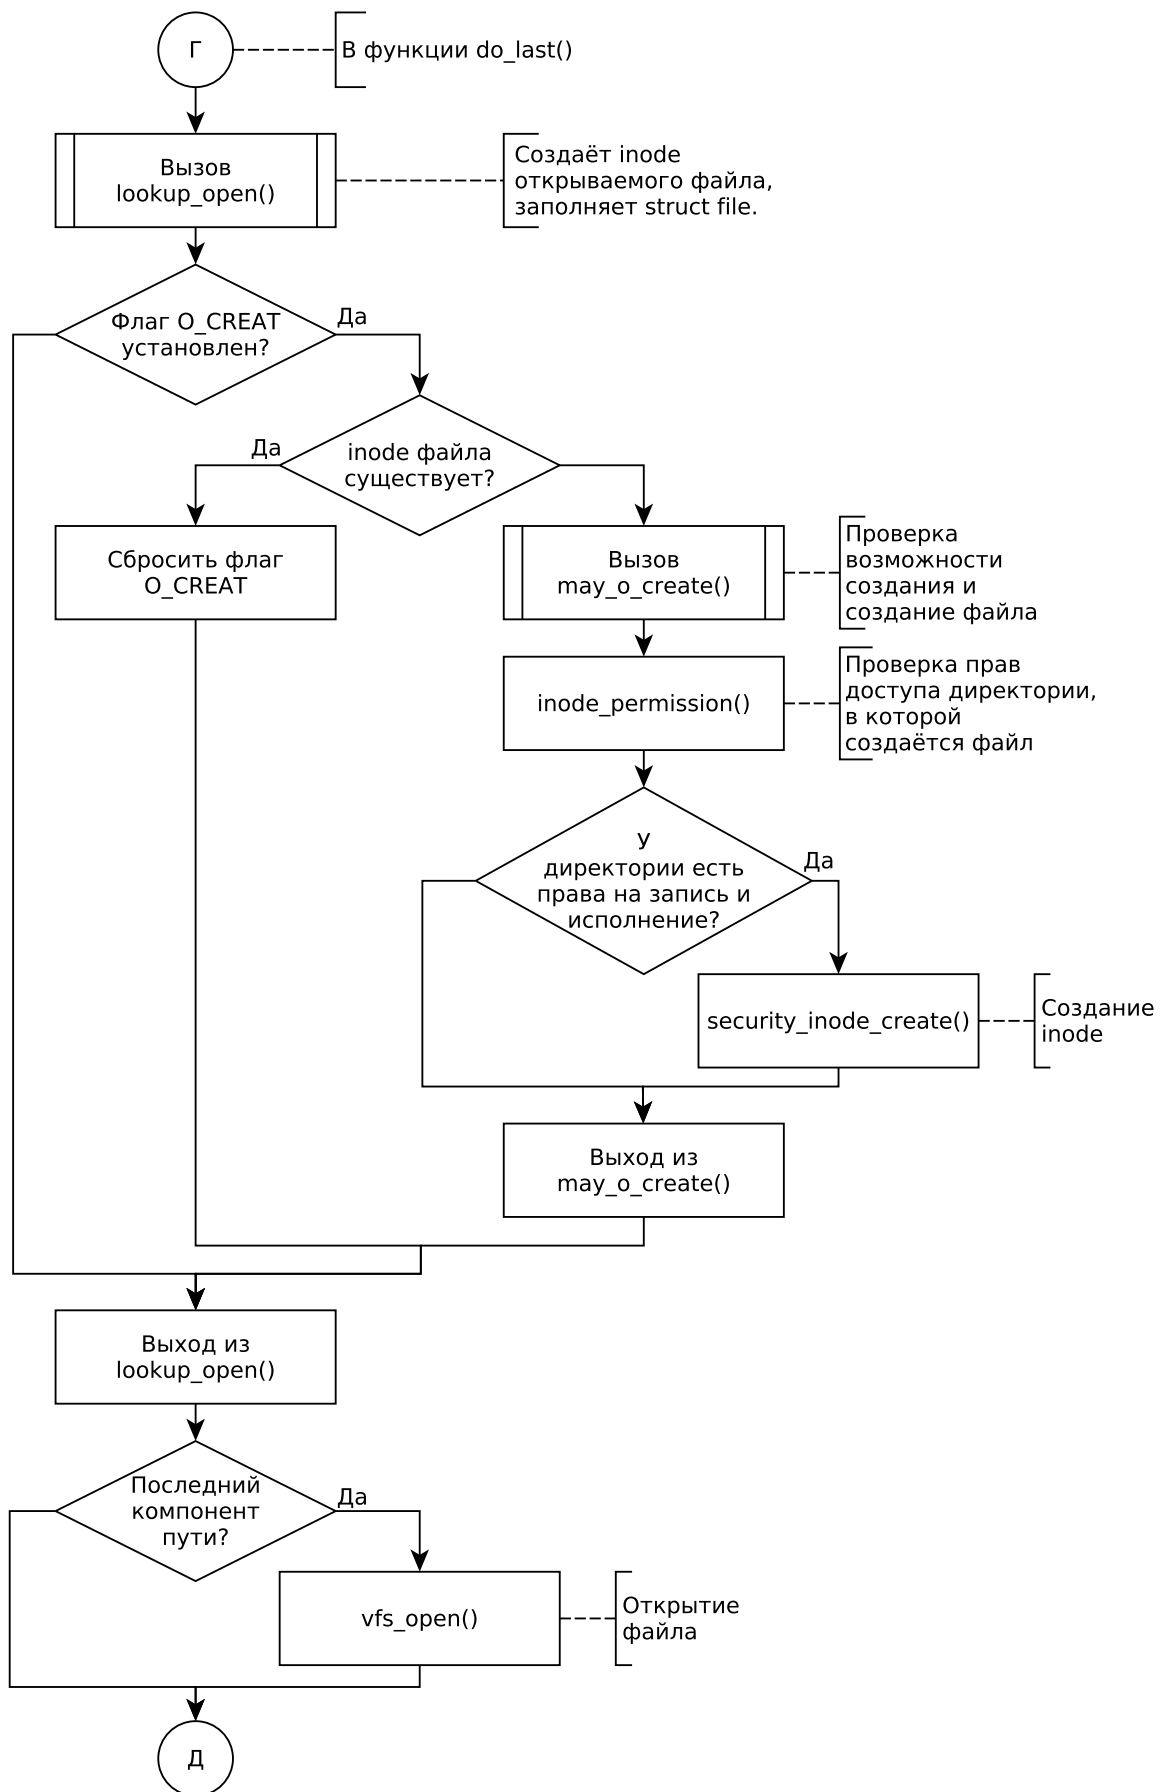 Г
В функции do_last()
Вызов
lookup_open()
Создаёт inode
открываемого файла,
заполняет struct file.
Флаг O_CREAT
установлен?
Да
inode файла
существует?
Да
Сбросить флаг
O_CREAT
Вызов
may_o_create()
Проверка
возможности
создания и
создание файла
inode_permission()
Проверка прав
доступа директории,
в которой
создаётся файл
У
директории есть
права на запись и
исполнение?
Да
security_inode_create()
Создание
inode
Выход из
may_o_create()
Выход из
lookup_open()
Последний
компонент
пути?
Да
vfs_open()
Открытие
файла
Д